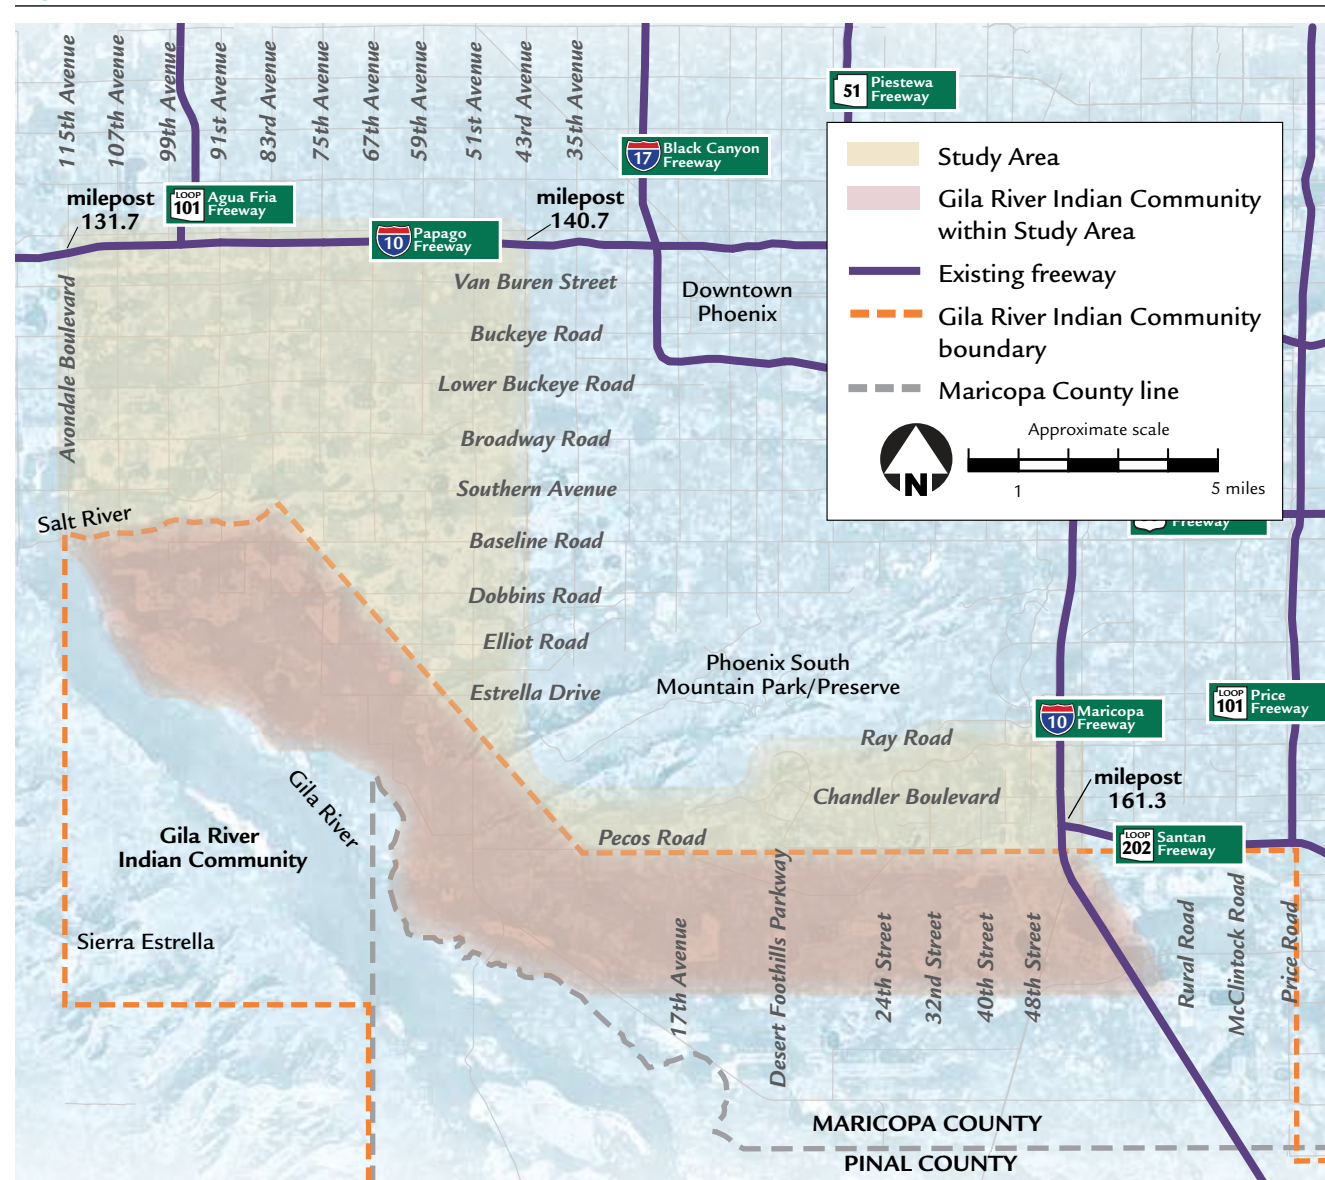 115th Avenue
107th Avenue
99th Avenue
91st Avenue
83rd Avenue
75th Avenue
67th Avenue
59th Avenue
51st Avenue
43rd Avenue
35th Avenue
51
Piestewa
Freeway
17
Black Canyon
Freeway
milepost
131.7
LOOP
101
Agua Fria
Freeway
10
Papago
Freeway
milepost
140.7
Study Area
Gila River Indian Community
within Study Area
Existing freeway
Gila River Indian Community
boundary
Maricopa County line
N
Approximate scale
1
5 miles
Avondale Boulevard
Van Buren Street
Buckeye Road
Lower Buckeye Road
Broadway Road
Southern Avenue
Baseline Road
Dobbins Road
Elliot Road
Estrella Drive
Downtown
Phoenix
Salt River
Freeway
Phoenix South
Mountain Park/Preserve
10
Maricopa
Freeway
LOOP
101
Price
Freeway
Ray Road
Chandler Boulevard
milepost
161.3
Pecos Road
LOOP
202
Santan
Freeway
Gila River
Gila River
Indian Community
Sierra Estrella
17th Avenue
Desert Foothills Parkway
24th Street
32nd Street
40th Street
48th Street
Rural Road
McClintock Road
Price Road
MARICOPA COUNTY
PINAL COUNTY